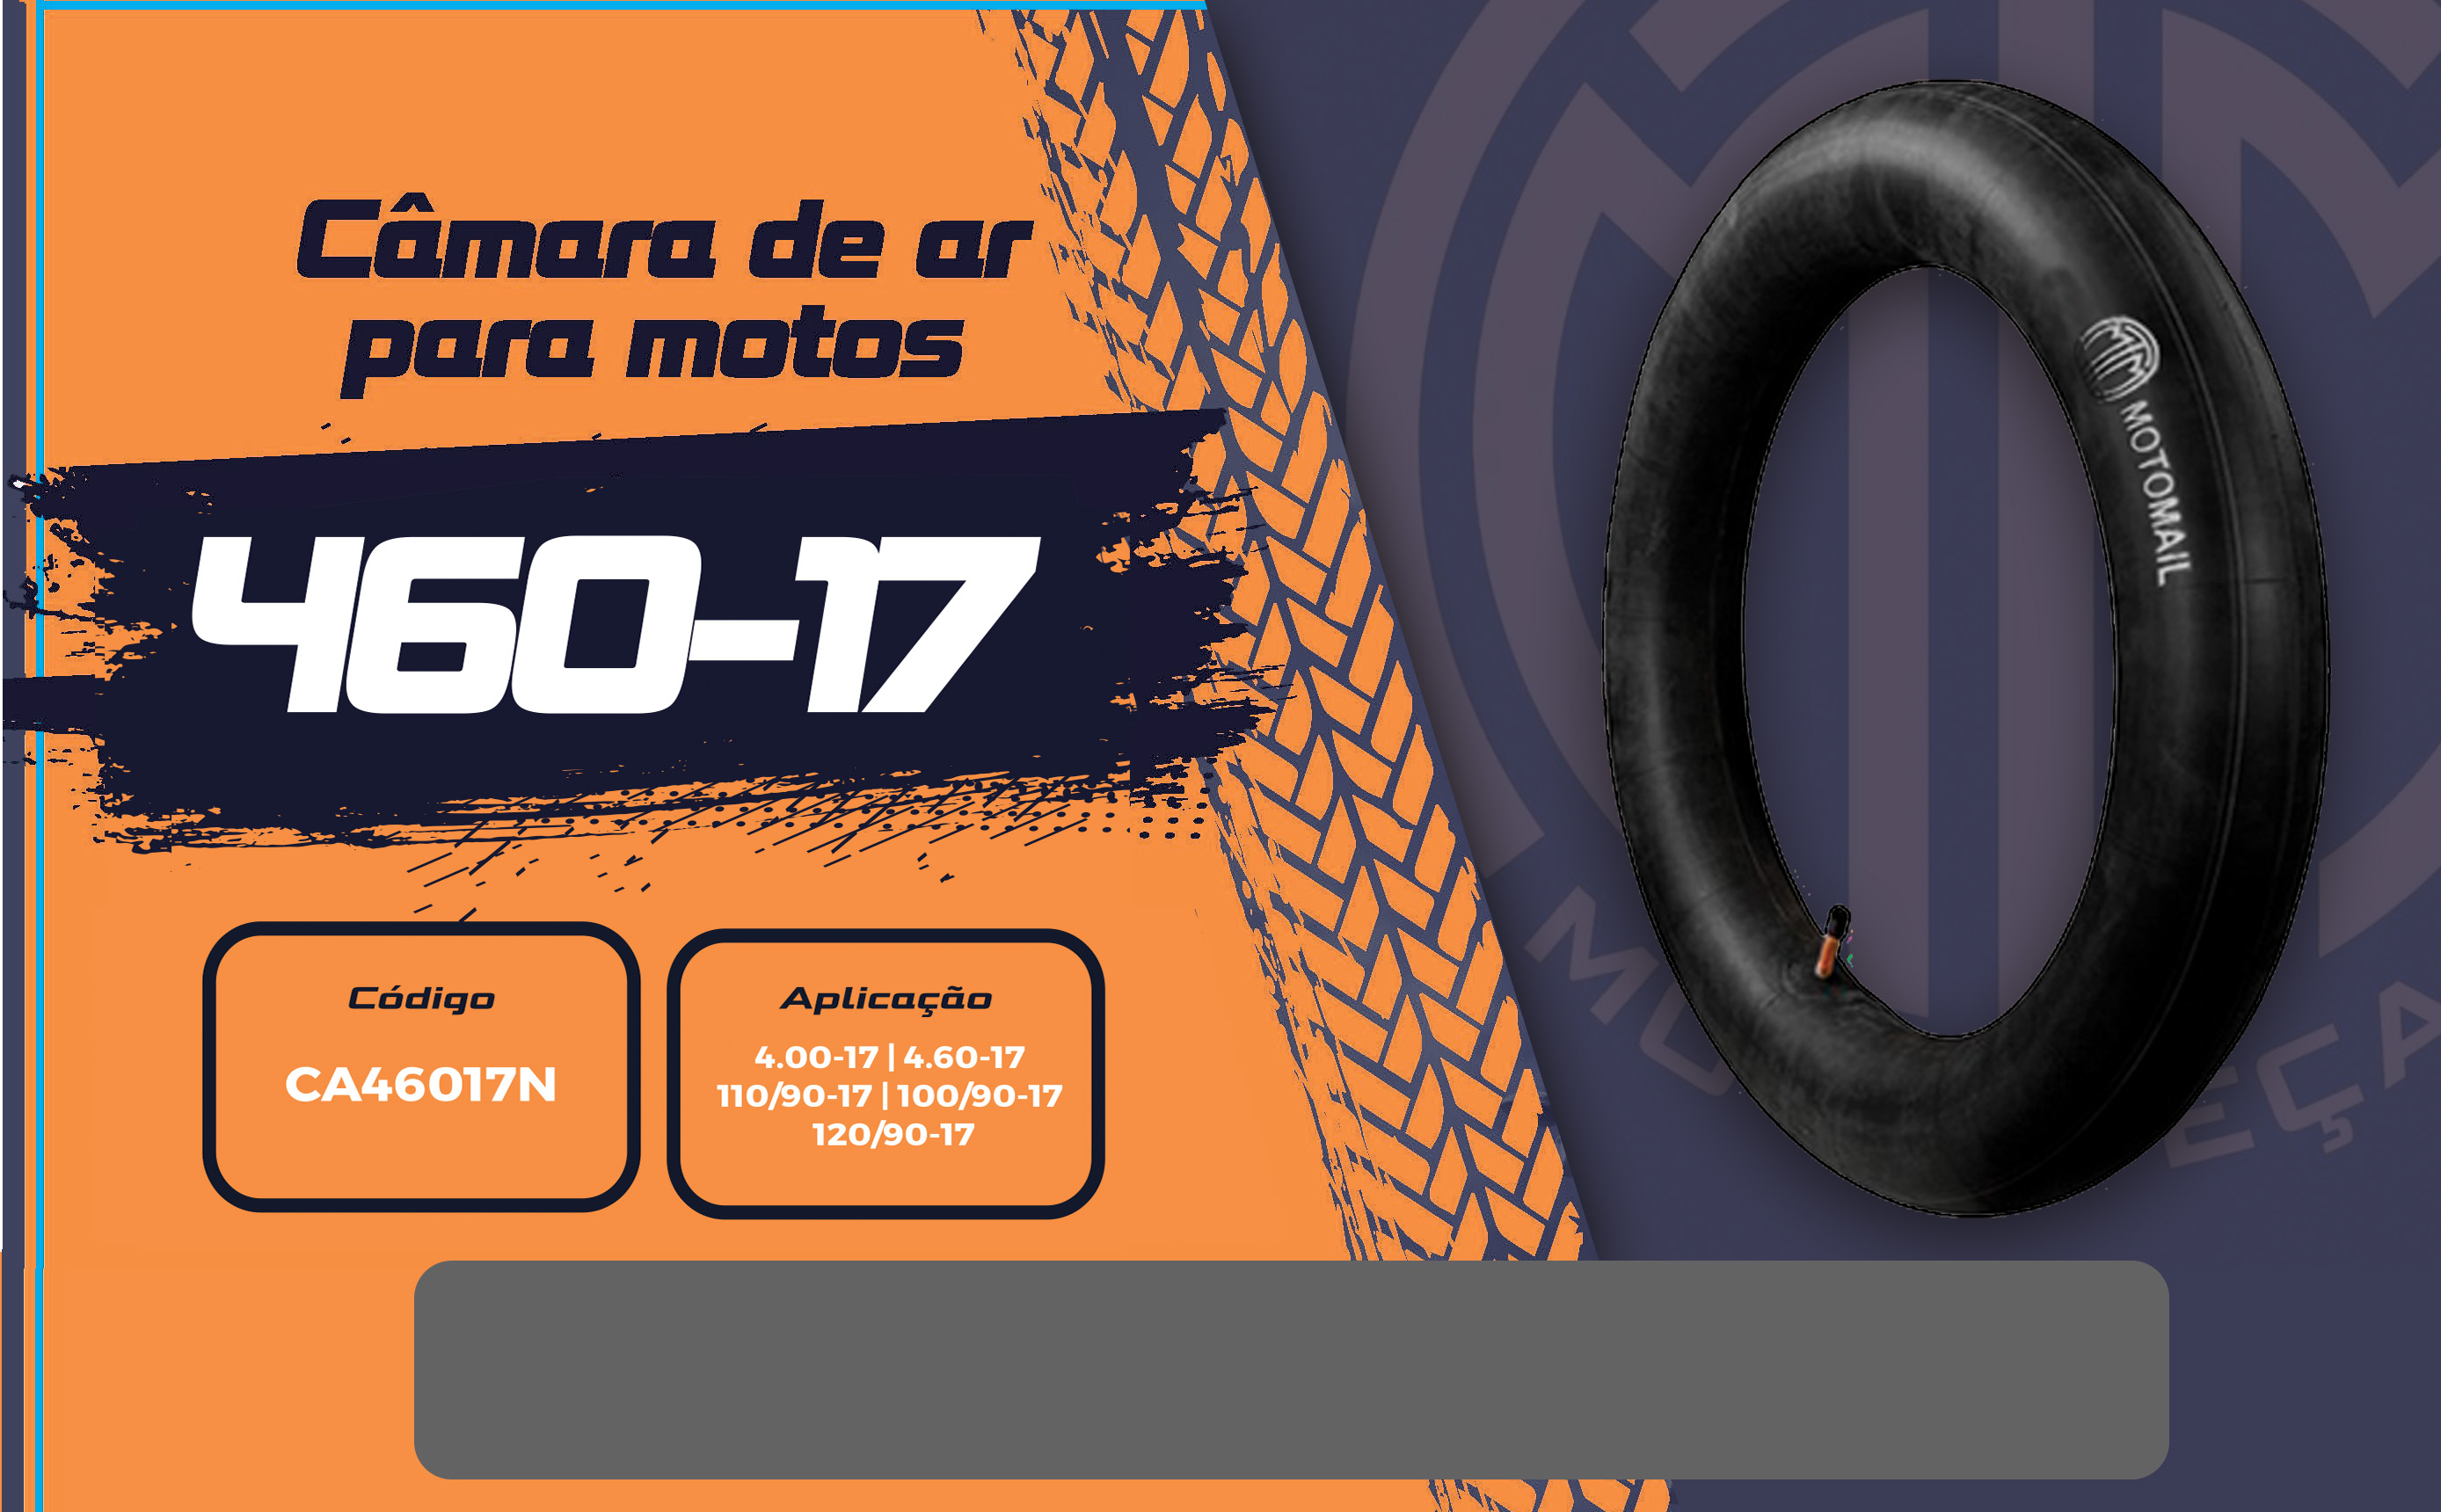 Câmara de ar
para motos
460-17
Código
CA46017N
Aplicação
4.00-17 | 4.60-17
110/90-17 | 100/90-17
120/90-17
MM
MOTOMAIL